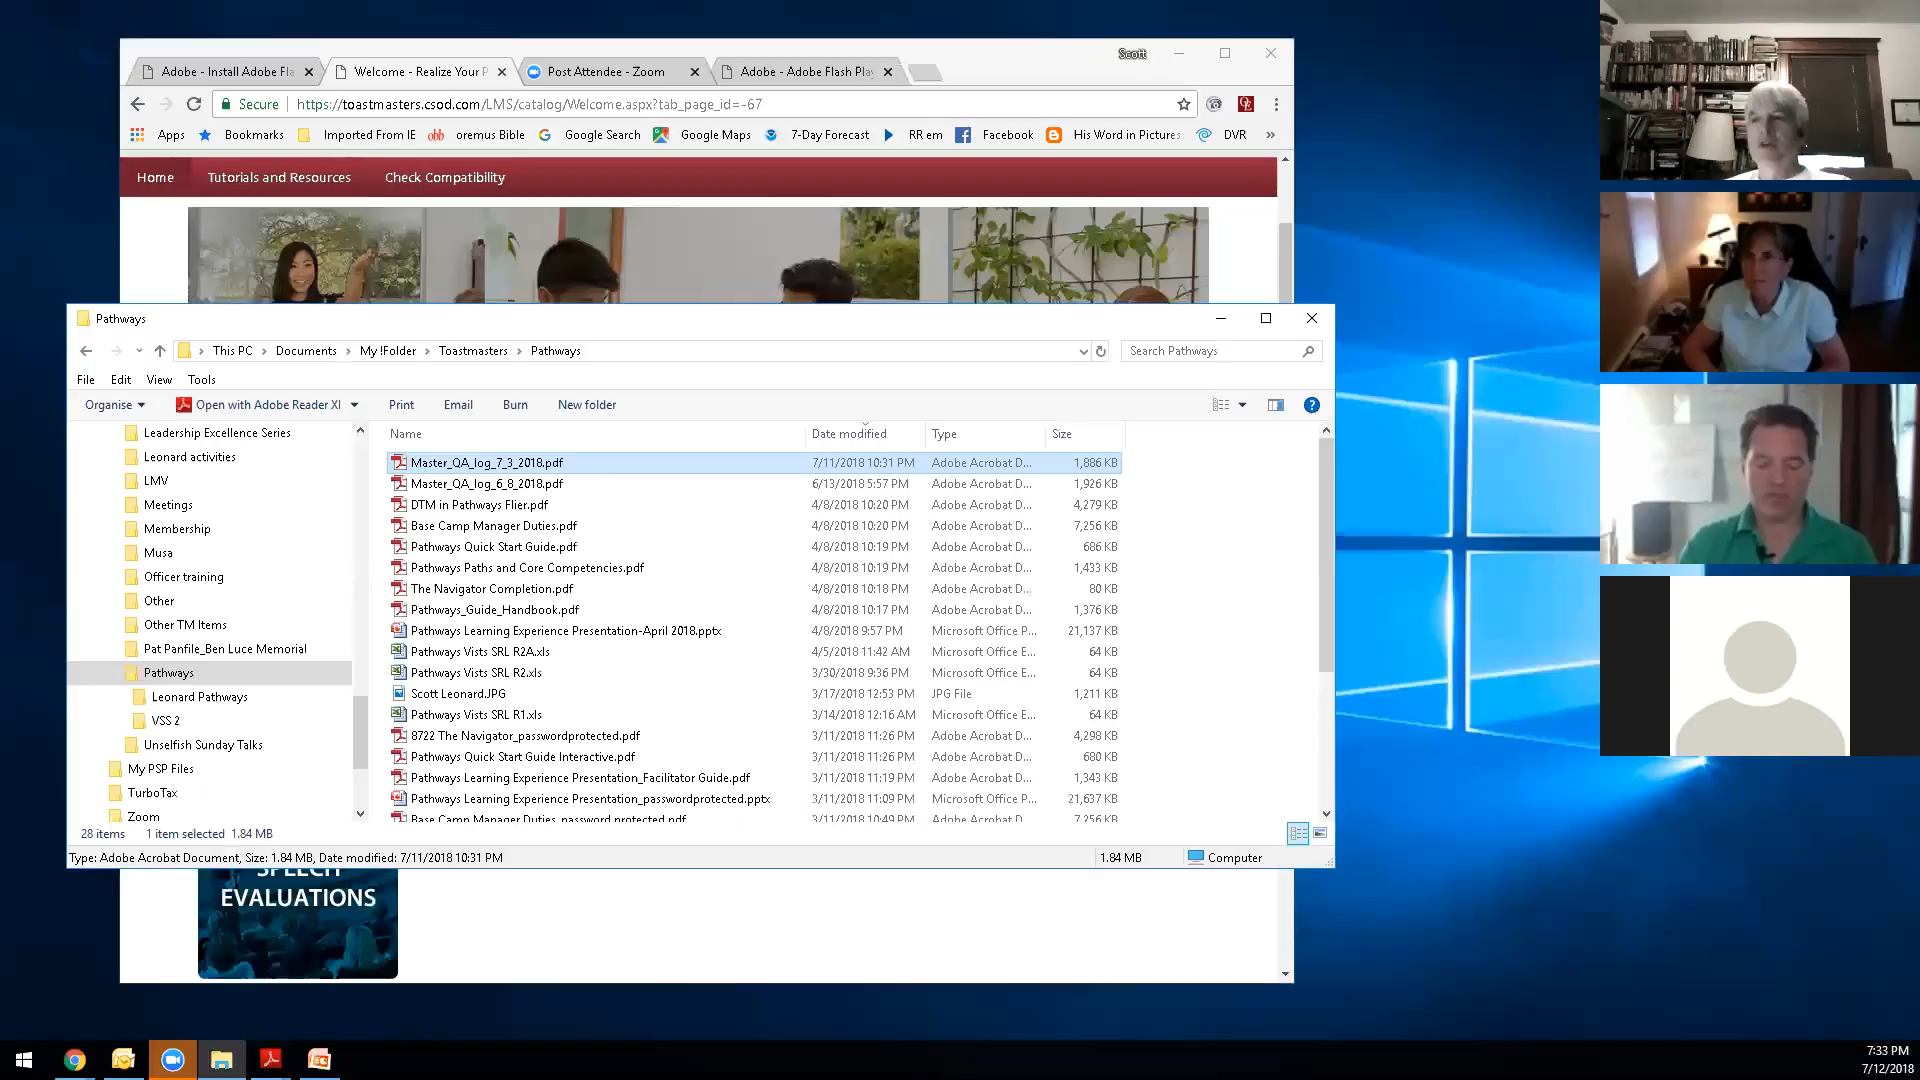 Scott
Adobe - Install Adobe Fla
Welcome - Realize Your P
Post Attendee - Zoom
Adobe - Adobe Flash Play
Secure https://toastmasters.csod.com/LMS/catalog/Welcome.aspx?tab_page_id=-67
Apps Bookmarks Imported From IE oremus Bible Google Search Google Maps 7-Day Forecast RR em Facebook His Word in Pictures DVR »
Home Tutorials and Resources Check Compatibility
Pathways
This PC > Documents > My !Folder > Toastmasters > Pathways Search Pathways
File Edit View Tools
Organise Open with Adobe Reader XI Print Email Burn New folder
Leadership Excellence Series
Leonard activities
LMV
Meetings
Membership
Musa
Officer training
Other
Other TM Items
Pat Panfile_Ben Luce Memorial
Pathways
Leonard Pathways
VSS 2
Unselfish Sunday Talks
My PSP Files
TurboTax
Zoom
Name Date modified Type Size
Master_QA_log_7_3_2018.pdf 7/11/2018 10:31 PM Adobe Acrobat D... 1,886 KB
Master_QA_log_6_8_2018.pdf 6/13/2018 5:57 PM Adobe Acrobat D... 1,926 KB
DTM in Pathways Flier.pdf 4/8/2018 10:20 PM Adobe Acrobat D... 4,279 KB
Base Camp Manager Duties.pdf 4/8/2018 10:20 PM Adobe Acrobat D... 7,256 KB
Pathways Quick Start Guide.pdf 4/8/2018 10:19 PM Adobe Acrobat D... 686 KB
Pathways Paths and Core Competencies.pdf 4/8/2018 10:19 PM Adobe Acrobat D... 1,433 KB
The Navigator Completion.pdf 4/8/2018 10:18 PM Adobe Acrobat D... 80 KB
Pathways_Guide_Handbook.pdf 4/8/2018 10:17 PM Adobe Acrobat D... 1,376 KB
Pathways Learning Experience Presentation-April 2018.pptx 4/8/2018 9:57 PM Microsoft Office P... 21,137 KB
Pathways Vists SRL R2A.xls 4/5/2018 11:42 AM Microsoft Office E... 64 KB
Pathways Vists SRL R2.xls 3/30/2018 9:36 PM Microsoft Office E... 64 KB
Scott Leonard.JPG 3/17/2018 12:53 PM JPG File 1,211 KB
Pathways Vists SRL R1.xls 3/14/2018 12:16 AM Microsoft Office E... 64 KB
8722 The Navigator_passwordprotected.pdf 3/11/2018 11:26 PM Adobe Acrobat D... 4,298 KB
Pathways Quick Start Guide Interactive.pdf 3/11/2018 11:26 PM Adobe Acrobat D... 680 KB
Pathways Learning Experience Presentation_Facilitator Guide.pdf 3/11/2018 11:19 PM Adobe Acrobat D... 1,343 KB
Pathways Learning Experience Presentation_passwordprotected.pptx 3/11/2018 11:09 PM Microsoft Office P... 21,637 KB
Base Camp Manager Duties_password protected.pdf 3/11/2018 10:49 PM Adobe Acrobat D... 7,256 KB
28 items 1 item selected 1.84 MB
Type: Adobe Acrobat Document, Size: 1.84 MB, Date modified: 7/11/2018 10:31 PM 1.84 MB Computer
SPEECH
EVALUATIONS
7:33 PM
7/12/2018